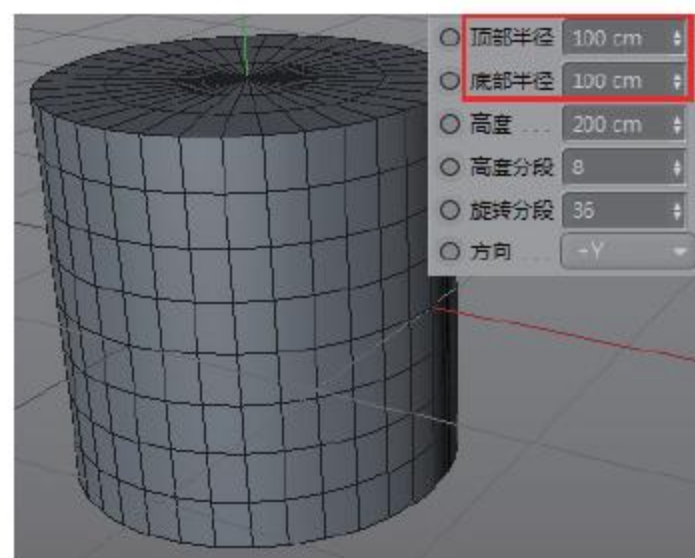 顶部半径 100 cm
底部半径 100 cm
高度 . . . . 200 cm
高度分段 8
旋转分段 36
方向 . . . . +Y